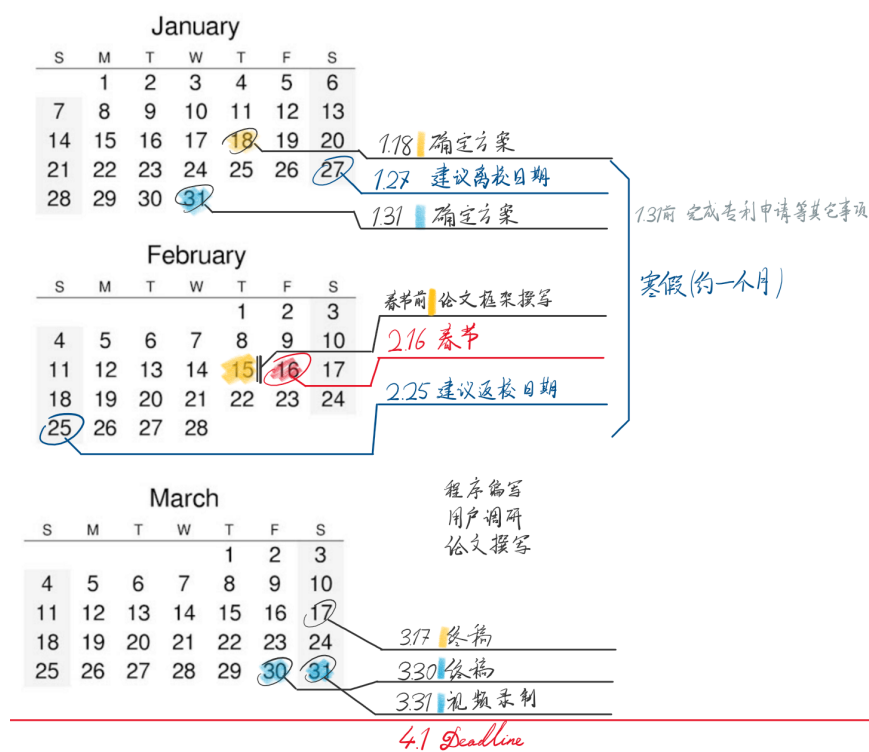 January
S M T W T F S
1 2 3 4 5 6
7 8 9 10 11 12 13
14 15 16 17 18 19 20
21 22 23 24 25 26 27
28 29 30 31
1.18 确定方案
1.27 建议离校日期
1.31 确定方案
1.31前 完成专利申请等其它事项
寒假(约一个月)
February
S M T W T F S
1 2 3
4 5 6 7 8 9 10
11 12 13 14 15 16 17
18 19 20 21 22 23 24
25 26 27 28
春节前 论文框架撰写
2.16 春节
2.25 建议返校日期
程序编写
用户调研
论文撰写
March
S M T W T F S
1 2 3
4 5 6 7 8 9 10
11 12 13 14 15 16 17
18 19 20 21 22 23 24
25 26 27 28 29 30 31
3.17 终稿
3.30 终稿
3.31 视频录制
4.1 Deadline